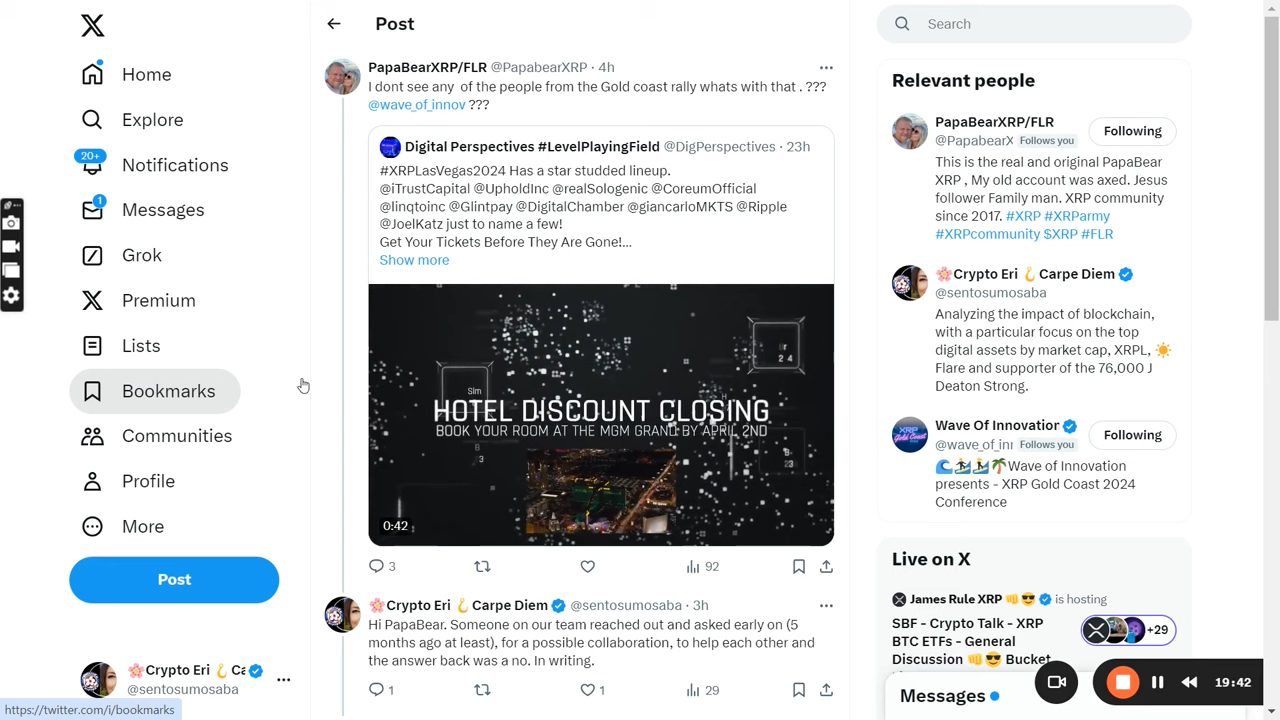 Home
Explore
20+
Notifications
1
Messages
Grok
Premium
Lists
Bookmarks
Communities
Profile
More
Post
🌸Crypto Eri 🪝Ca
@sentosumosaba
https://twitter.com/i/bookmarks
Post
PapaBearXRP/FLR @PapabearXRP · 4h
I dont see any of the people from the Gold coast rally whats with that . ???
@wave_of_innov ???
Digital Perspectives #LevelPlayingField @DigPerspectives · 23h
#XRPLasVegas2024 Has a star studded lineup.
@iTrustCapital @UpholdInc @realSologenic @CoreumOfficial
@linqtoinc @Glintpay @DigitalChamber @giancarloMKTS @Ripple
@JoelKatz just to name a few!
Get Your Tickets Before They Are Gone!...
Show more
HOTEL DISCOUNT CLOSING
BOOK YOUR ROOM AT THE MGM GRAND BY APRIL 2ND
0:42
3
92
🌸Crypto Eri 🪝Carpe Diem @sentosumosaba · 3h
Hi PapaBear. Someone on our team reached out and asked early on (5
months ago at least), for a possible collaboration, to help each other and
the answer back was a no. In writing.
1
1
29
Search
Relevant people
PapaBearXRP/FLR
@PapabearX Follows you
Following
This is the real and original PapaBear
XRP , My old account was axed. Jesus
follower Family man. XRP community
since 2017. #XRP #XRParmy
#XRPcommunity $XRP #FLR
🌸Crypto Eri 🪝Carpe Diem
@sentosumosaba
Analyzing the impact of blockchain,
with a particular focus on the top
digital assets by market cap, XRPL, ☀️
Flare and supporter of the 76,000 J
Deaton Strong.
Wave Of Innovation
@wave_of_inn Follows you
Following
🌊🏄🏄🌴Wave of Innovation
presents - XRP Gold Coast 2024
Conference
Live on X
James Rule XRP 👊😎 is hosting
SBF - Crypto Talk - XRP
BTC ETFs - General
Discussion 👊😎 Bucket
+29
Messages
19:42